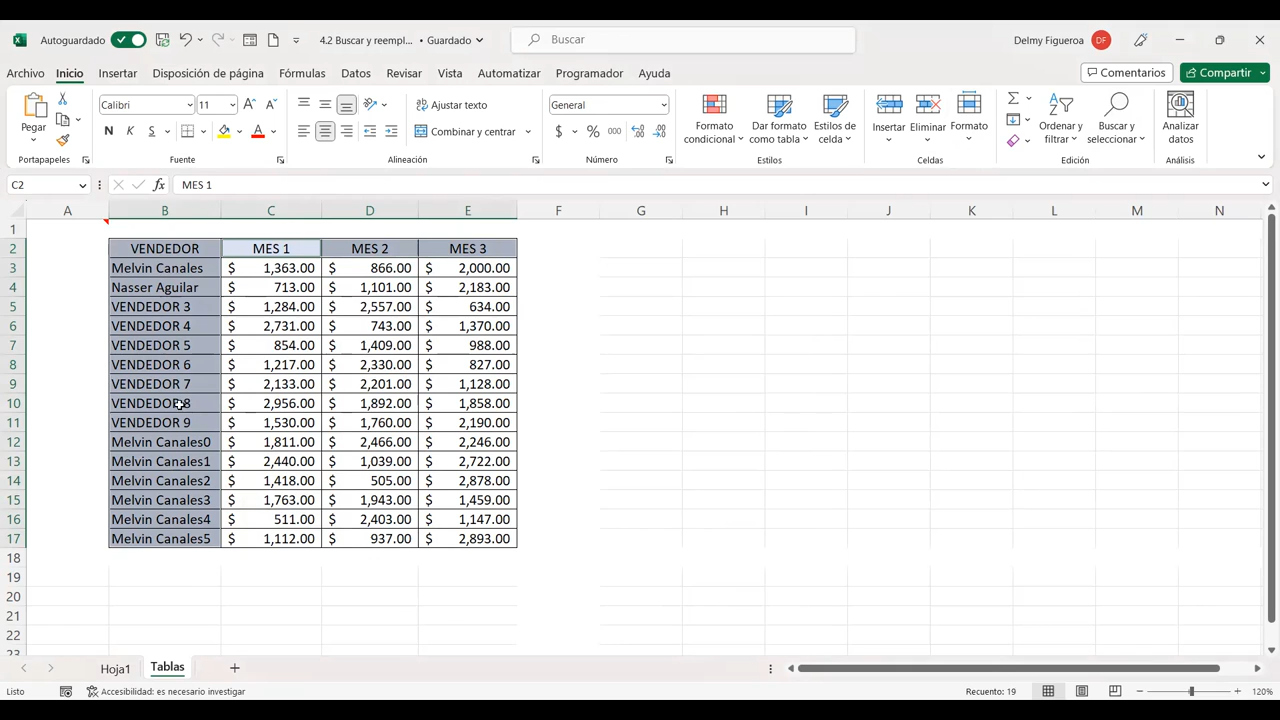 Autoguardado 4.2 Buscar y reempl... • Guardado Buscar Delmy Figueroa DF
Archivo Inicio Insertar Disposición de página Fórmulas Datos Revisar Vista Automatizar Programador Ayuda Comentarios Compartir
Pegar Calibri 11 Ajustar texto General
N K S Combinar y centrar $ % 000
Formato condicional Dar formato como tabla Estilos de celda Insertar Eliminar Formato Ordenar y filtrar Buscar y seleccionar Analizar datos
Portapapeles Fuente Alineación Número Estilos Celdas Edición Análisis
C2 fx MES 1
A B C D E F G H I J K L M N
1
2 VENDEDOR MES 1 MES 2 MES 3
3 Melvin Canales $ 1,363.00 $ 866.00 $ 2,000.00
4 Nasser Aguilar $ 713.00 $ 1,101.00 $ 2,183.00
5 VENDEDOR 3 $ 1,284.00 $ 2,557.00 $ 634.00
6 VENDEDOR 4 $ 2,731.00 $ 743.00 $ 1,370.00
7 VENDEDOR 5 $ 854.00 $ 1,409.00 $ 988.00
8 VENDEDOR 6 $ 1,217.00 $ 2,330.00 $ 827.00
9 VENDEDOR 7 $ 2,133.00 $ 2,201.00 $ 1,128.00
10 VENDEDOR 8 $ 2,956.00 $ 1,892.00 $ 1,858.00
11 VENDEDOR 9 $ 1,530.00 $ 1,760.00 $ 2,190.00
12 Melvin Canales0 $ 1,811.00 $ 2,466.00 $ 2,246.00
13 Melvin Canales1 $ 2,440.00 $ 1,039.00 $ 2,722.00
14 Melvin Canales2 $ 1,418.00 $ 505.00 $ 2,878.00
15 Melvin Canales3 $ 1,763.00 $ 1,943.00 $ 1,459.00
16 Melvin Canales4 $ 511.00 $ 2,403.00 $ 1,147.00
17 Melvin Canales5 $ 1,112.00 $ 937.00 $ 2,893.00
18
19
20
21
22
23
Hoja1 Tablas
Listo Accesibilidad: es necesario investigar Recuento: 19 120%